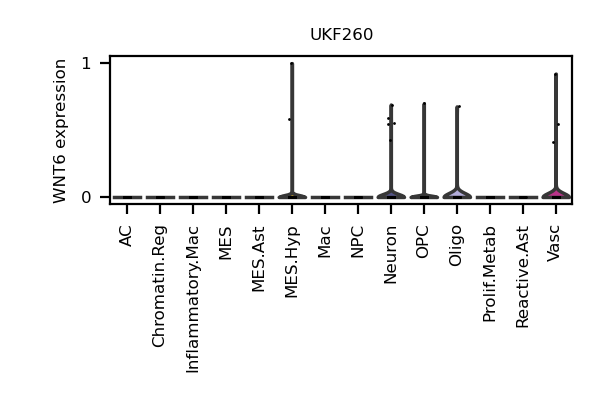 UKF260
WNT6 expression
1
0
AC
Chromatin.Reg
Inflammatory.Mac
MES
MES.Ast
MES.Hyp
Mac
NPC
Neuron
OPC
Oligo
Prolif.Metab
Reactive.Ast
Vasc